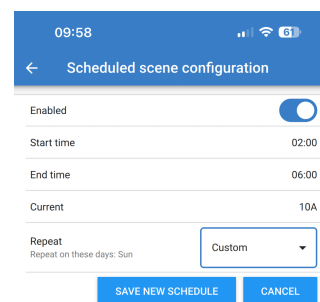 09:58
61
Scheduled scene configuration
Enabled
Start time 02:00
End time 06:00
Current 10A
Repeat
Repeat on these days: Sun
Custom
SAVE NEW SCHEDULE CANCEL